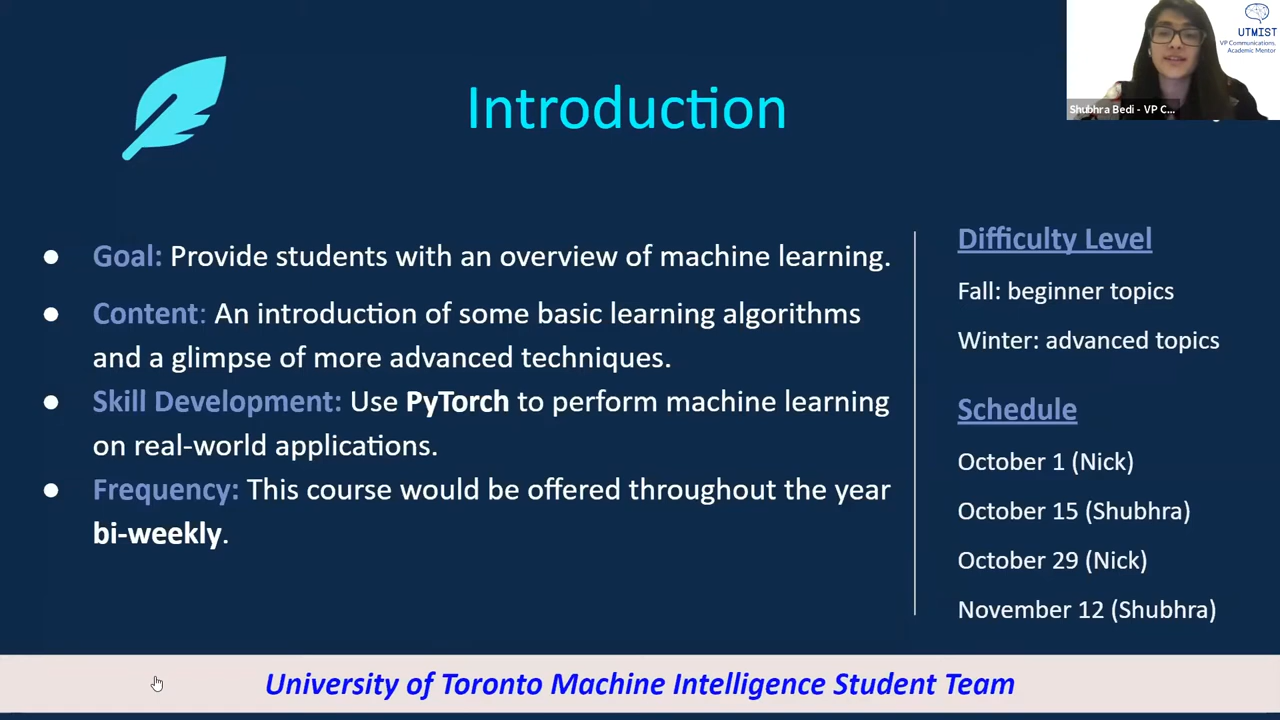 Introduction
UTMIST
VP Communications,
Academic Mentor
Shubhra Bedi - VP C...
● Goal: Provide students with an overview of machine learning.
● Content: An introduction of some basic learning algorithms
and a glimpse of more advanced techniques.
● Skill Development: Use PyTorch to perform machine learning
on real-world applications.
● Frequency: This course would be offered throughout the year
bi-weekly.
Difficulty Level
Fall: beginner topics
Winter: advanced topics
Schedule
October 1 (Nick)
October 15 (Shubhra)
October 29 (Nick)
November 12 (Shubhra)
University of Toronto Machine Intelligence Student Team